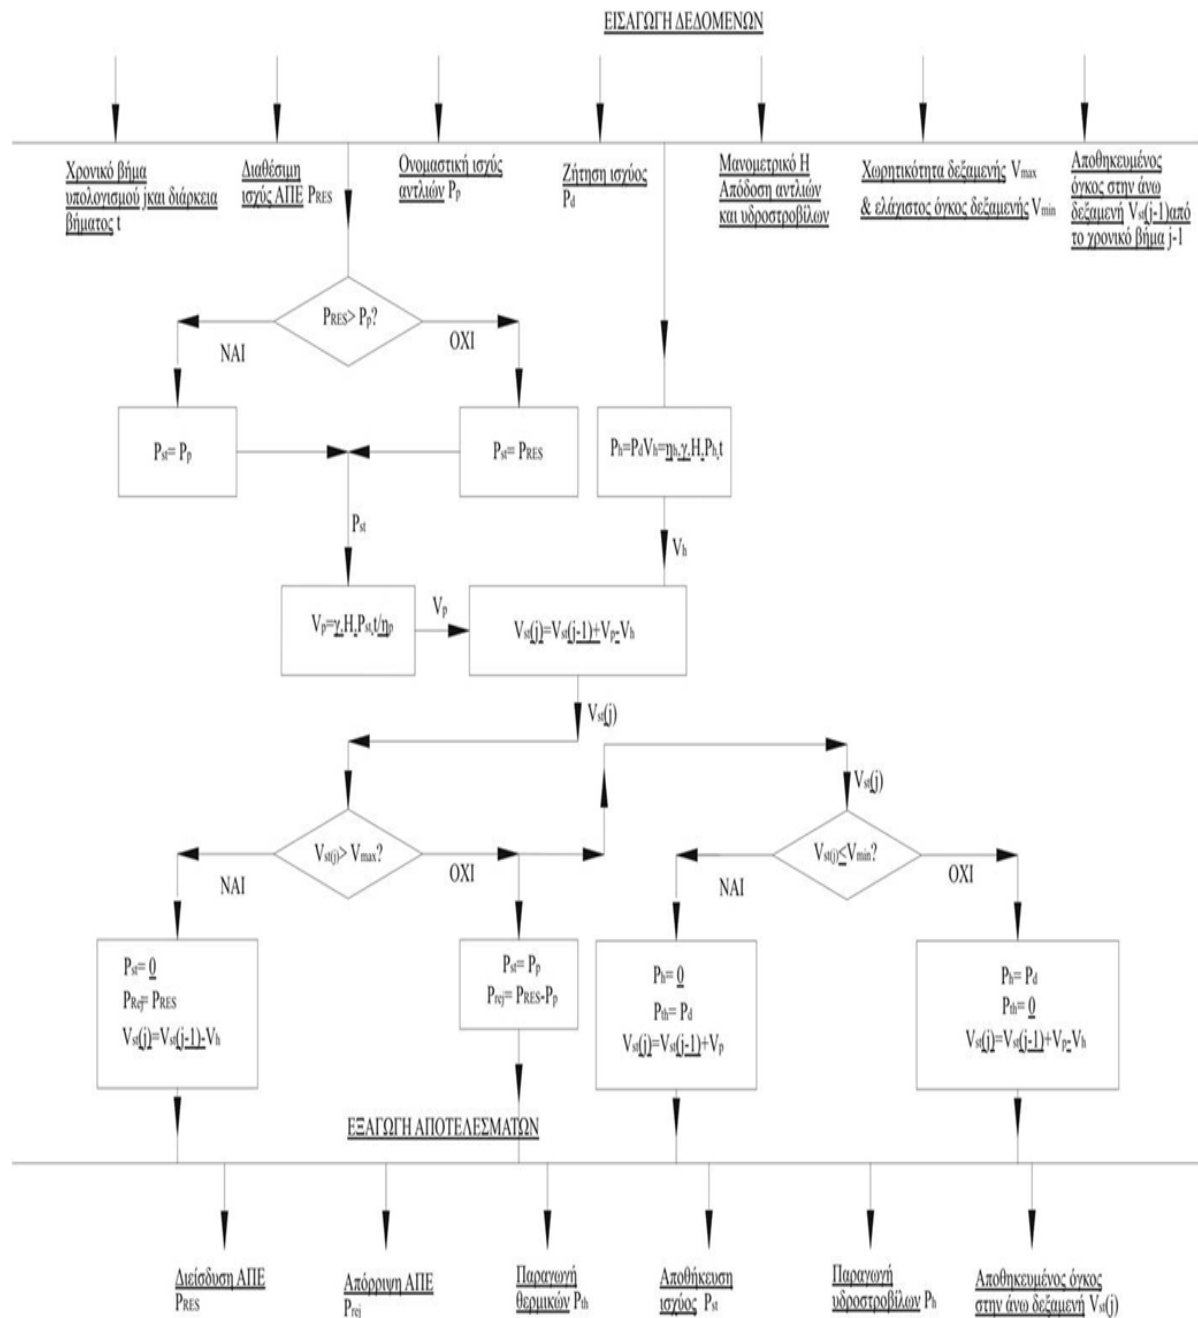 ΕΙΣΑΓΩΓΗ ΔΕΔΟΜΕΝΩΝ
Χρονικό βήμα
υπολογισμού jκαι διάρκεια
βήματος t
Διαθέσιμη
ισχύς ΑΠΕ PRES
Ονομαστική ισχύς
αντλιών Pp
Ζήτηση ισχύος
Pd
Μανομετρικό Η
Απόδοση αντλιών
και υδροστροβίλων
Χωρητικότητα δεξαμενής Vmax
& ελάχιστος όγκος δεξαμενής Vmin
Αποθηκευμένος
όγκος στην άνω
δεξαμενή Vst(j-1)από
το χρονικό βήμα j-1
PRES> Pp?
ΝΑΙ
ΟΧΙ
Pst= Pp
Pst= PRES
Ph=PdVh=ηh.γ.H.Ph.t
Pst
Vh
Vp=γ.H.Pst.t/ηp
Vp
Vst(j)=Vst(j-1)+Vp-Vh
Vst(j)
Vst(j)
Vst(j)> Vmax?
ΝΑΙ
ΟΧΙ
Vst(j)≤Vmin?
ΝΑΙ
ΟΧΙ
Pst= 0
PRej= PRES
Vst(j)=Vst(j-1)-Vh
Pst= Pp
Prej= PRES-Pp
Ph= 0
Pth= Pd
Vst(j)=Vst(j-1)+Vp
Ph= Pd
Pth= 0
Vst(j)=Vst(j-1)+Vp-Vh
ΕΞΑΓΩΓΗ ΑΠΟΤΕΛΕΣΜΑΤΩΝ
Διείσδυση ΑΠΕ
PRES
Απόρριψη ΑΠΕ
Prej
Παραγωγή
θερμικών Pth
Αποθήκευση
ισχύος Pst
Παραγωγή
υδροστροβίλων Ph
Αποθηκευμένος όγκος
στην άνω δεξαμενή Vst(j)